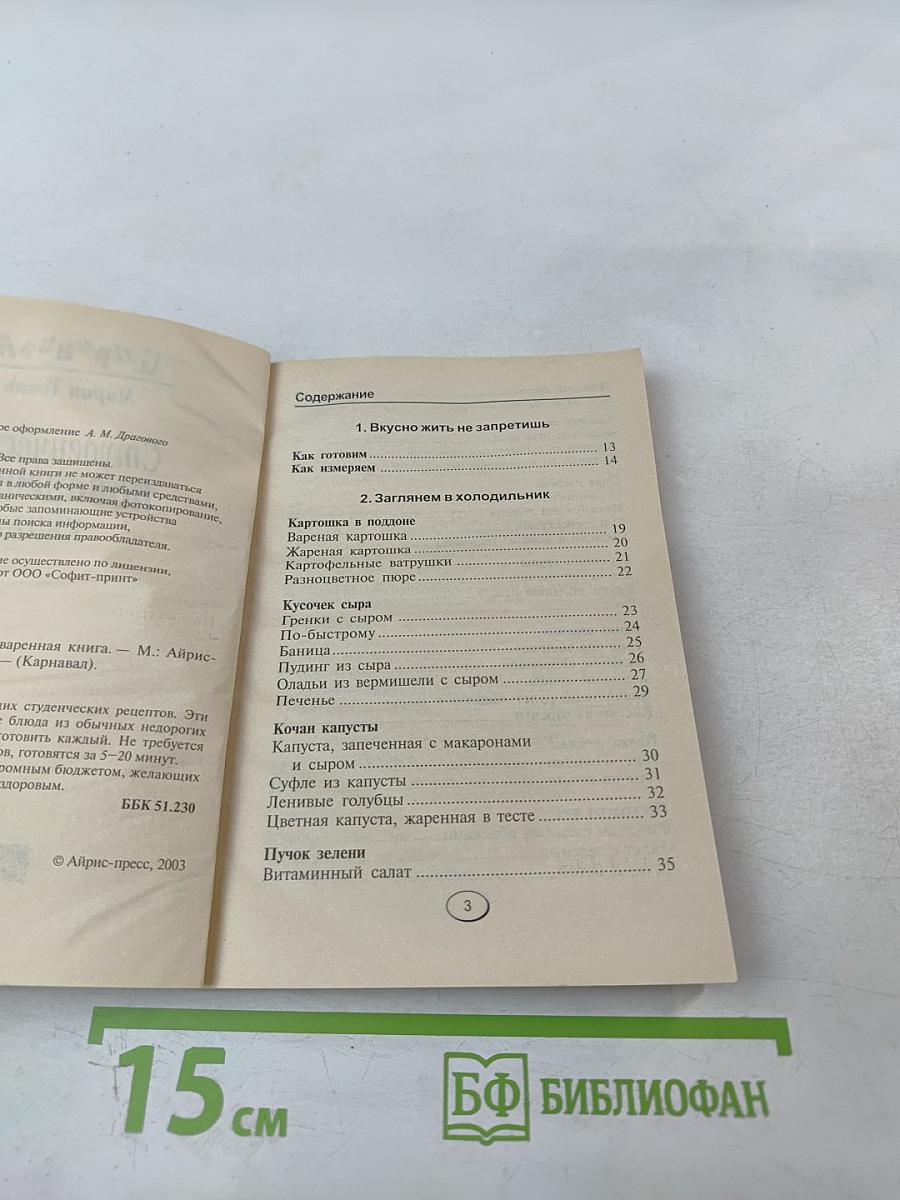 ое оформление А. М. Драгового
Все права защищены.
нной книги не может переиздаваться
я в любой форме и любыми средствами,
аническими, включая фотокопирование,
обые запоминающие устройства
ы поиска информации,
о разрешения правообладателя.
ие осуществлено по лицензии,
от ООО «Софит-принт»
варенная книга. — М.: Айрис-
— (Карнавал).
их студенческих рецептов. Эти
е блюда из обычных недорогих
готовить каждый. Не требуется
ов, готовятся за 5–20 минут.
ромным бюджетом, желающих
здоровым.
ББК 51.230
© Айрис-пресс, 2003
Содержание
1. Вкусно жить не запретишь
Как готовим ... 13
Как измеряем ... 14
2. Заглянем в холодильник
Картошка в поддоне
Вареная картошка ... 19
Жареная картошка ... 20
Картофельные ватрушки ... 21
Разноцветное пюре ... 22
Кусочек сыра
Гренки с сыром ... 23
По-быстрому ... 24
Баница ... 25
Пудинг из сыра ... 26
Оладьи из вермишели с сыром ... 27
Печенье ... 29
Кочан капусты
Капуста, запеченная с макаронами
и сыром ... 30
Суфле из капусты ... 31
Ленивые голубцы ... 32
Цветная капуста, жаренная в тесте ... 33
Пучок зелени
Витаминный салат ... 35
3
15 см
БФ БИБЛИОФАН